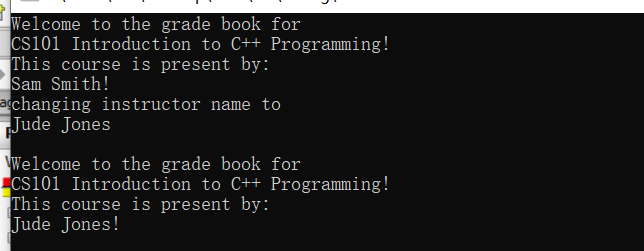 Welcome to the grade book for
CS101 Introduction to C++ Programming!
This course is present by:
Sam Smith!
changing instructor name to
Jude Jones

Welcome to the grade book for
CS101 Introduction to C++ Programming!
This course is present by:
Jude Jones!